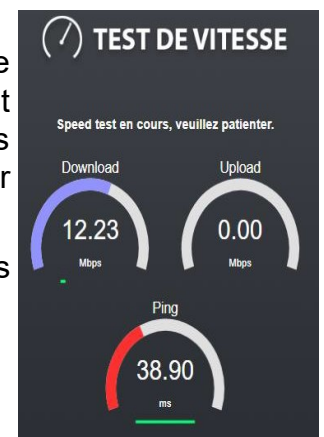 TEST DE VITESSE
Speed test en cours, veuillez patienter.
Download
Upload
12.23
0.00
Mbps
Mbps
Ping
38.90
ms